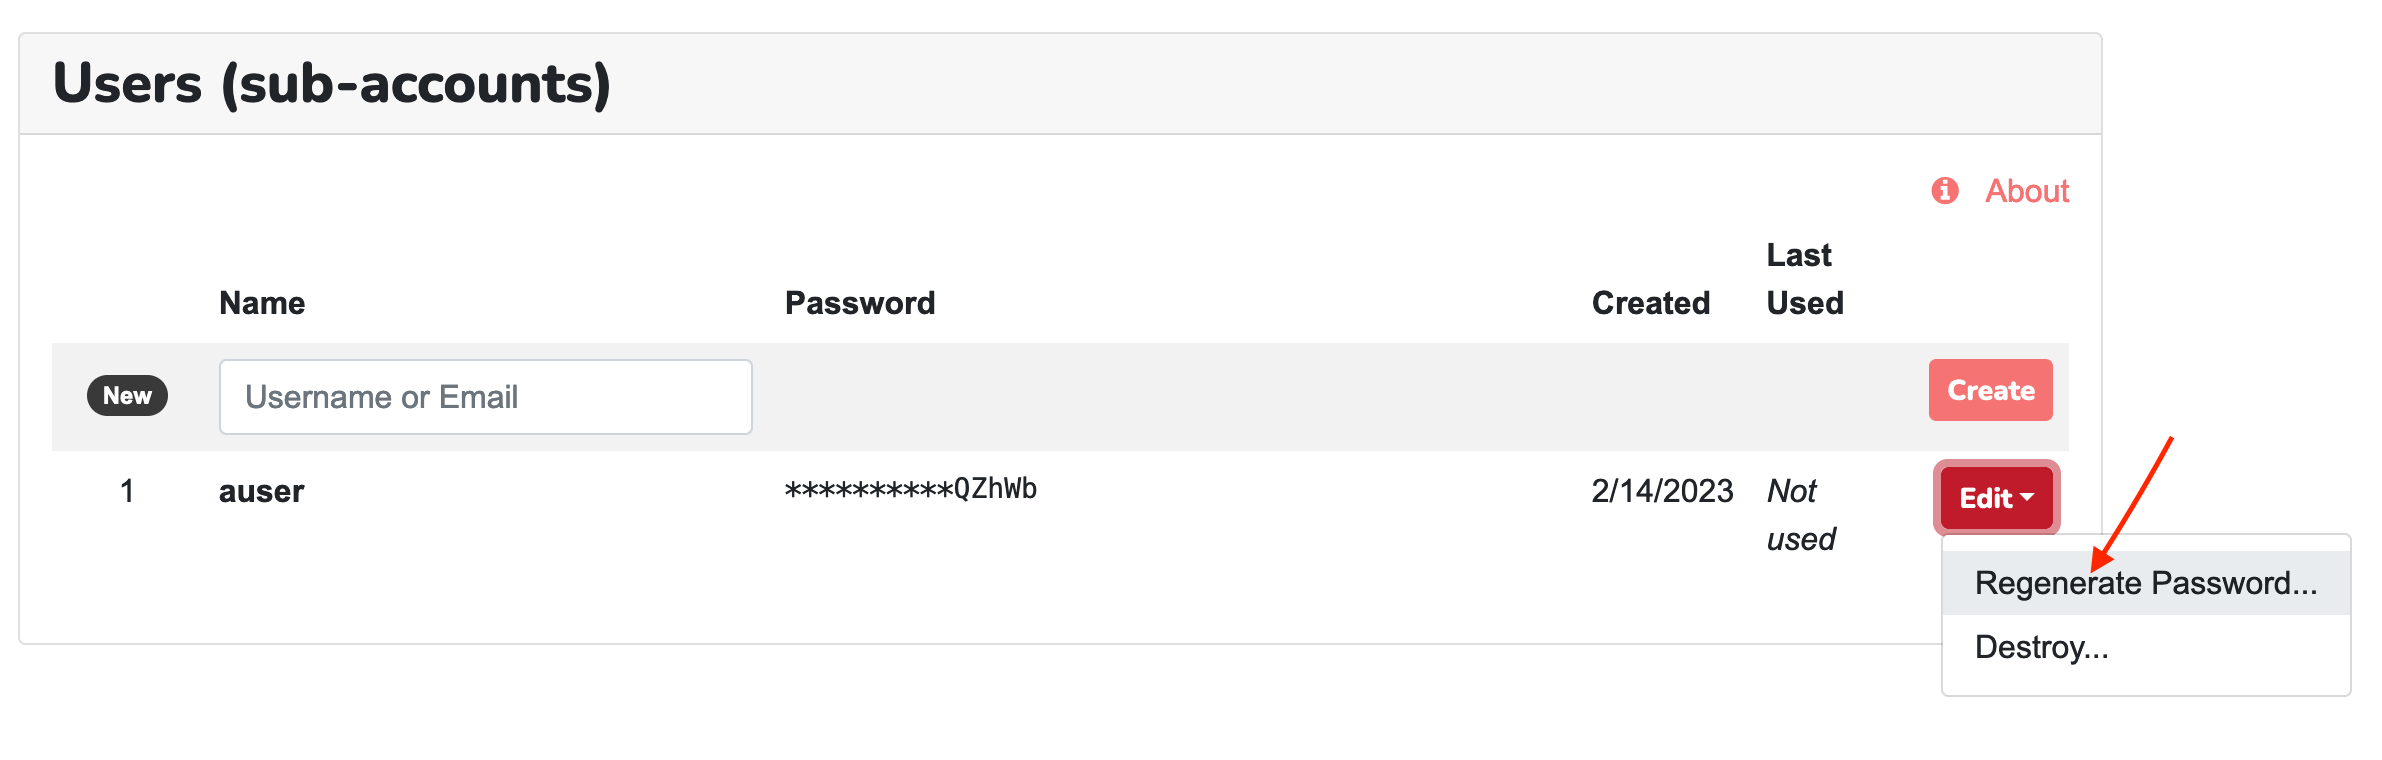 Users (sub-accounts)
About
Name Password Created Last Used
New Username or Email Create
1 auser **********QZhWb 2/14/2023 Not used Edit
Regenerate Password...
Destroy...